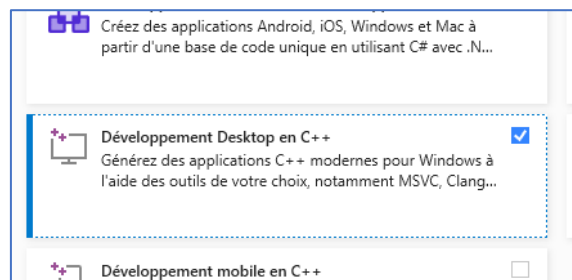 Créez des applications Android, iOS, Windows et Mac à
partir d'une base de code unique en utilisant C# avec .N...
Développement Desktop en C++
Générez des applications C++ modernes pour Windows à
l'aide des outils de votre choix, notamment MSVC, Clang...
Développement mobile en C++